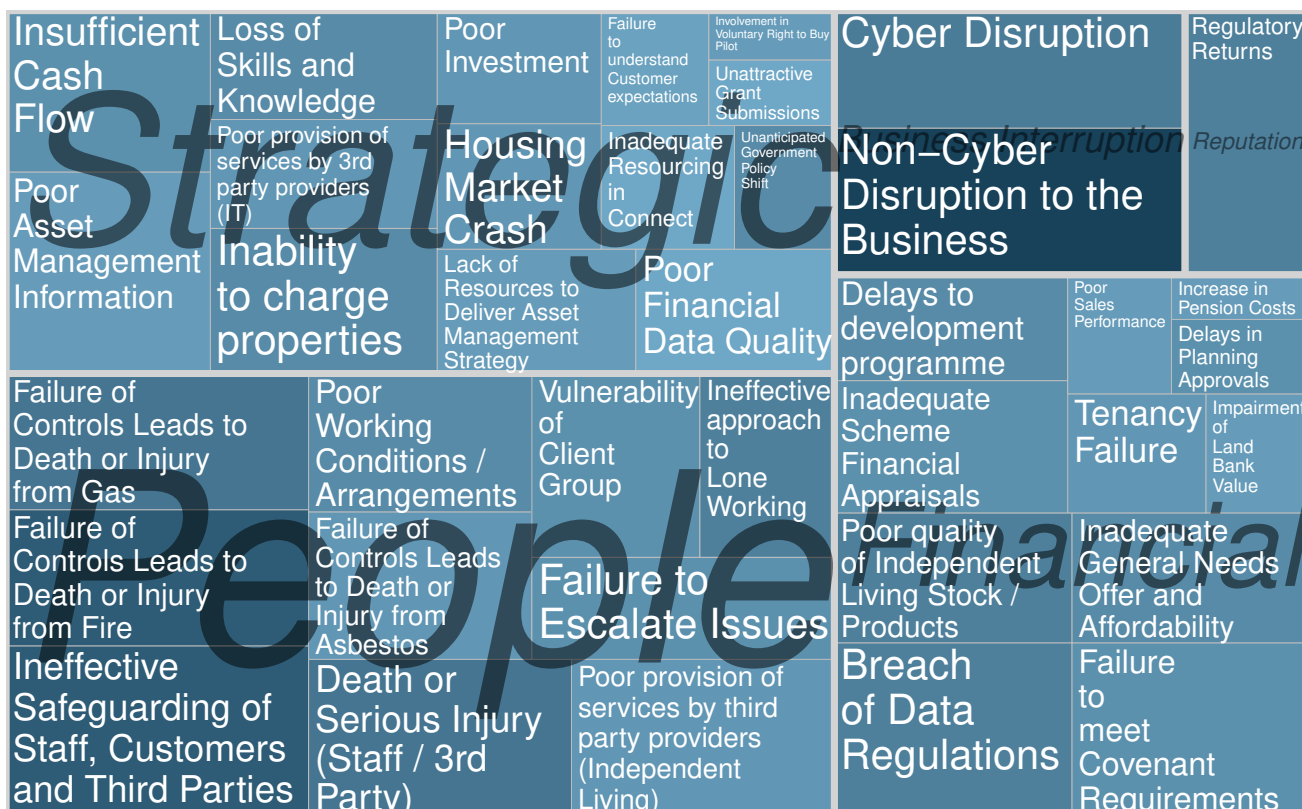 Strategic
Insufficient
Cash
Flow
Poor
Asset
Management
Information
Loss of
Skills and
Knowledge
Poor provision of
services by 3rd
party providers
(IT)
Inability
to charge
properties
Poor
Investment
Housing
Market
Crash
Lack of
Resources to
Deliver Asset
Management
Strategy
Failure
to
understand
Customer
expectations
Involvement in
Voluntary Right to Buy
Pilot
Unattractive
Grant
Submissions
Inadequate
Resourcing
in
Connect
Unanticipated
Government
Policy
Shift
Poor
Financial
Data Quality
Business Interruption
Cyber Disruption
Non−Cyber
Disruption to the
Business
Reputation
Regulatory
Returns
People
Failure of
Controls Leads to
Death or Injury
from Gas
Failure of
Controls Leads to
Death or Injury
from Fire
Ineffective
Safeguarding of
Staff, Customers
and Third Parties
Poor
Working
Conditions /
Arrangements
Failure of
Controls Leads
to Death or
Injury from
Asbestos
Death or
Serious Injury
(Staff / 3rd
Party)
Vulnerability
of
Client
Group
Ineffective
approach
to
Lone
Working
Failure to
Escalate Issues
Poor provision of
services by third
party providers
(Independent
Living)
Financial
Delays to
development
programme
Inadequate
Scheme
Financial
Appraisals
Poor
Sales
Performance
Increase in
Pension Costs
Delays in
Planning
Approvals
Tenancy
Failure
Impairment
of
Land
Bank
Value
Poor quality
of Independent
Living Stock /
Products
Inadequate
General Needs
Offer and
Affordability
Breach
of Data
Regulations
Failure
to
meet
Covenant
Requirements